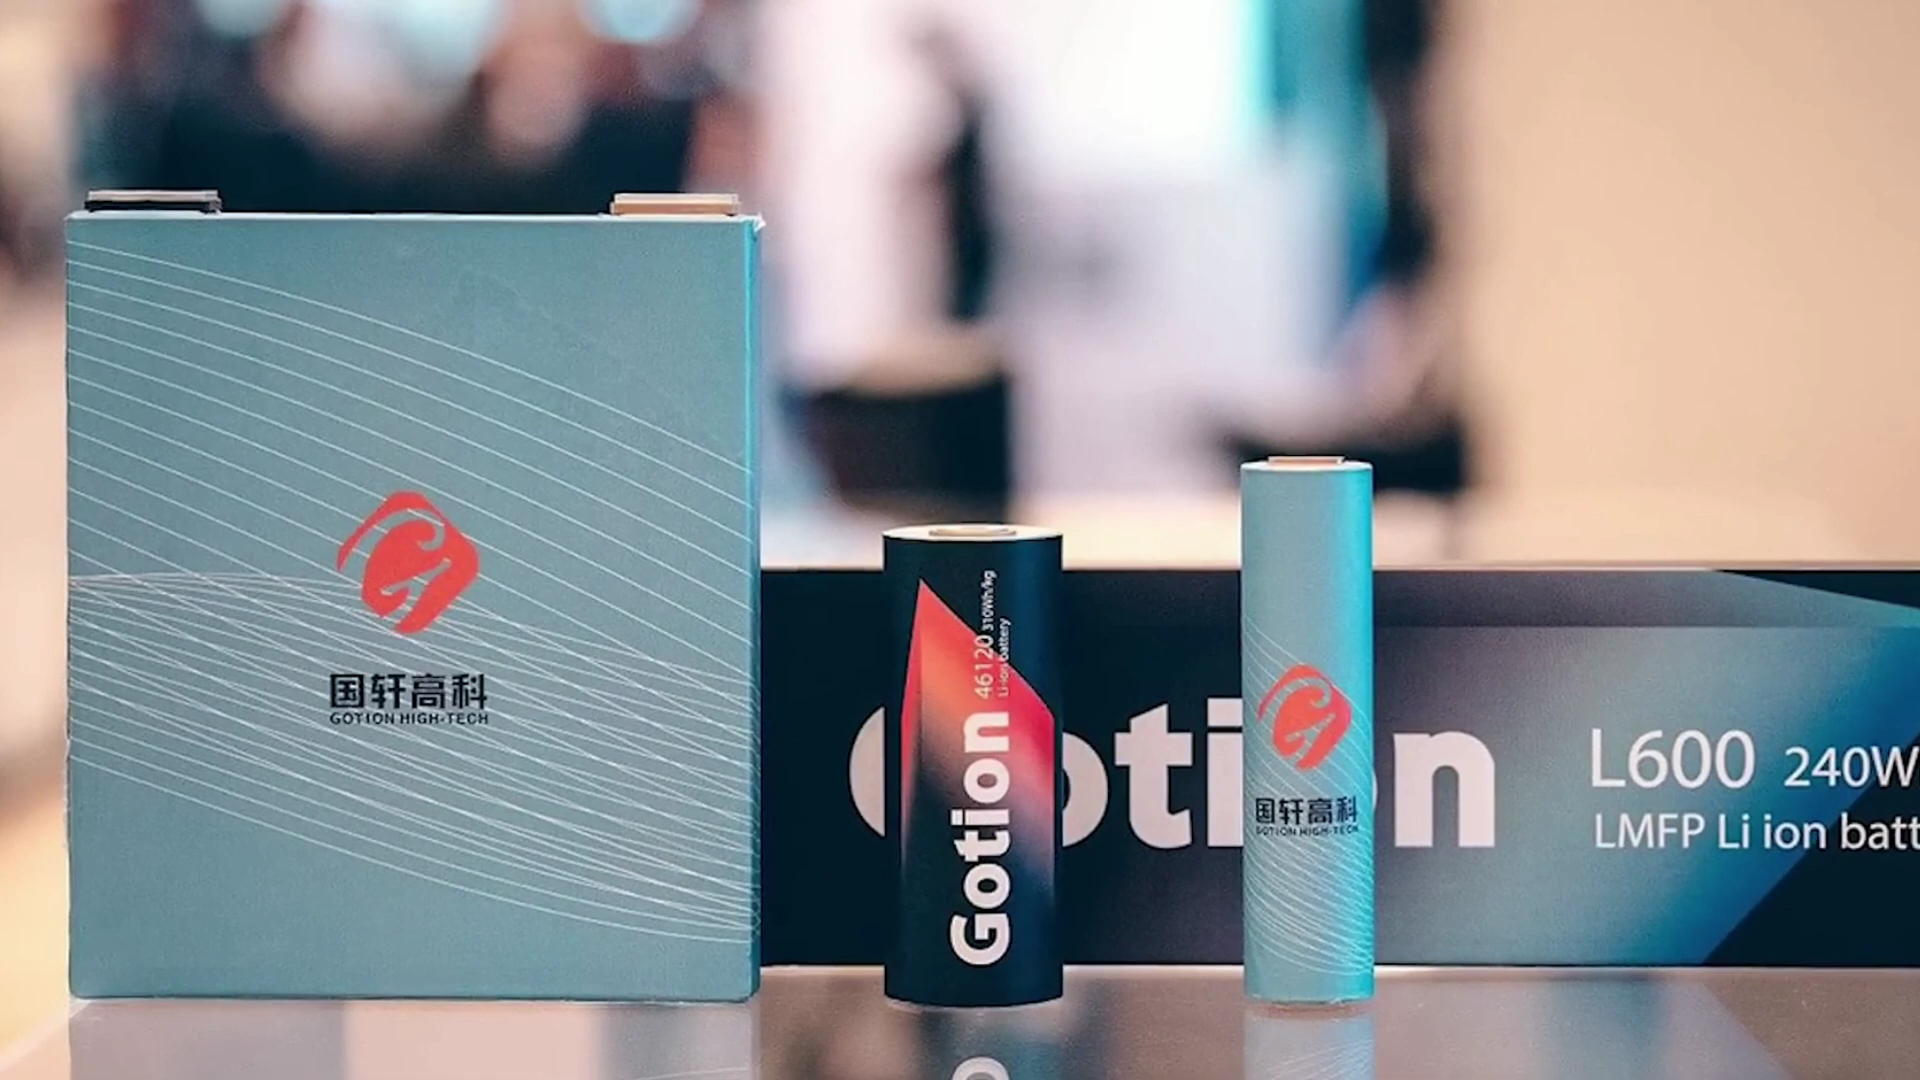 国轩高科
GOTION HIGH-TECH
Gotion
46120 310Wh/kg
Li-ion battery
国轩高科
GOTION HIGH-TECH
L600 240W
LMFP Li ion batt